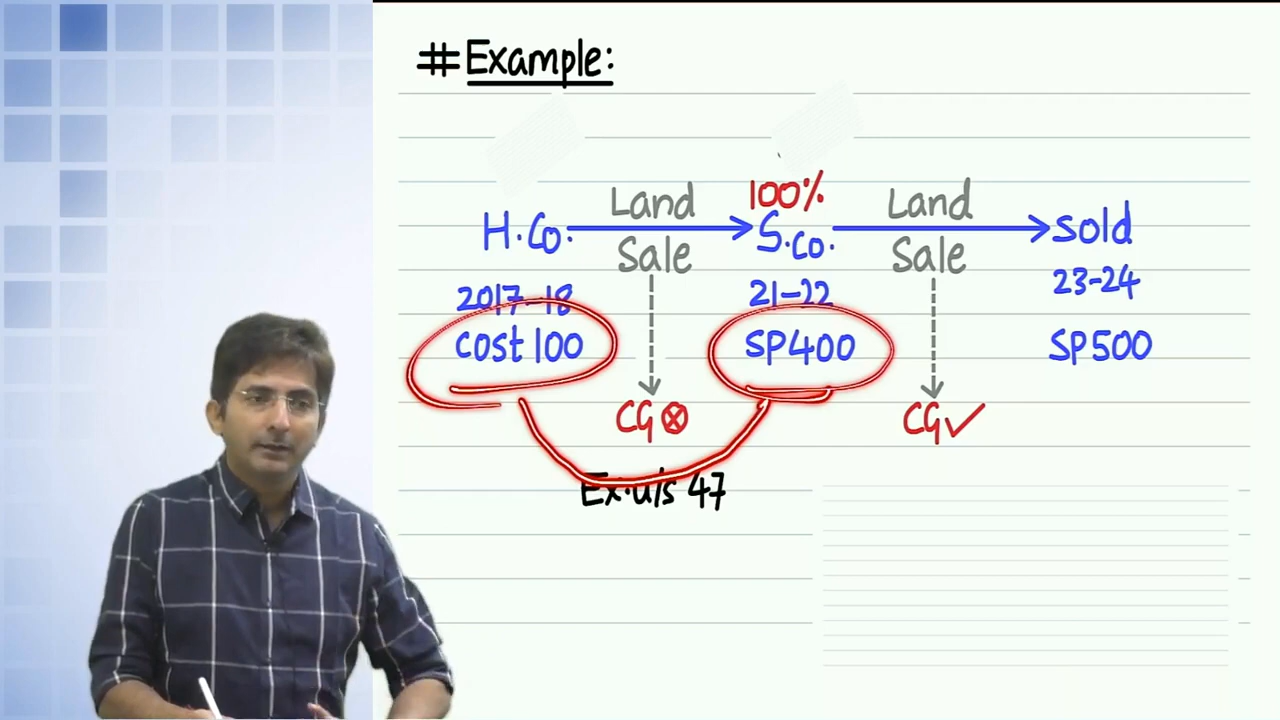 # Example:
Land Land
100%
H.Co. S.Co. Sold
Sale Sale
2017-18 21-22 23-24
Cost 100 SP400 SP500
CG⊗ CG✓
Ex.u/s 47